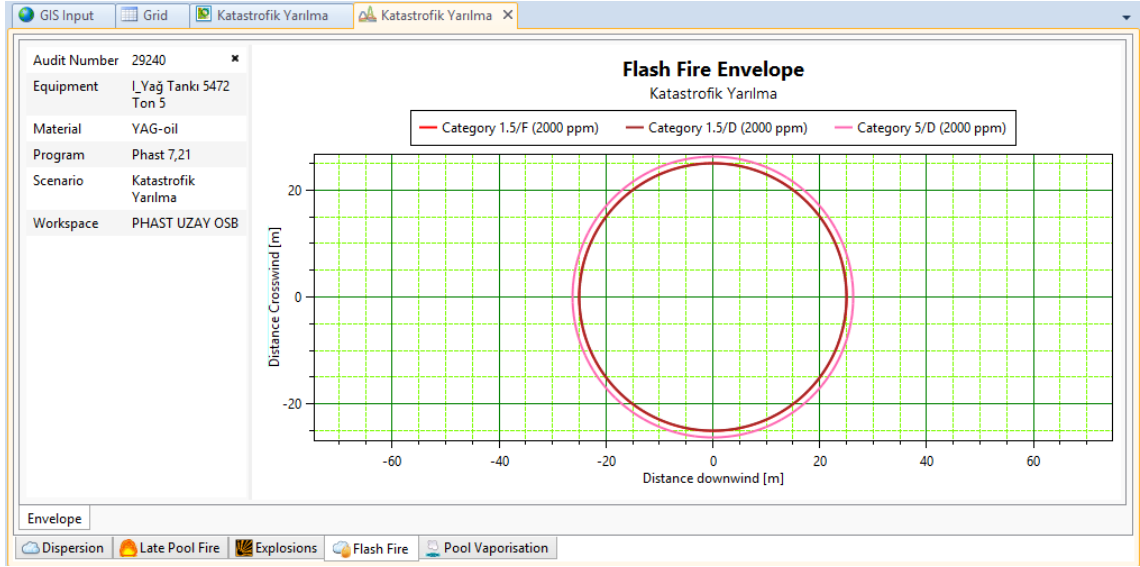 GIS Input
Grid
Katastrofik Yarılma
Katastrofik Yarılma
Audit Number 29240
Equipment I_Yağ Tankı 5472
Ton 5
Material YAG-oil
Program Phast 7,21
Scenario Katastrofik
Yarılma
Workspace PHAST UZAY OSB
Flash Fire Envelope
Katastrofik Yarılma
Category 1.5/F (2000 ppm) Category 1.5/D (2000 ppm) Category 5/D (2000 ppm)
Distance Crosswind [m]
20
0
-20
-60 -40 -20 0 20 40 60
Distance downwind [m]
Envelope
Dispersion Late Pool Fire Explosions Flash Fire Pool Vaporisation